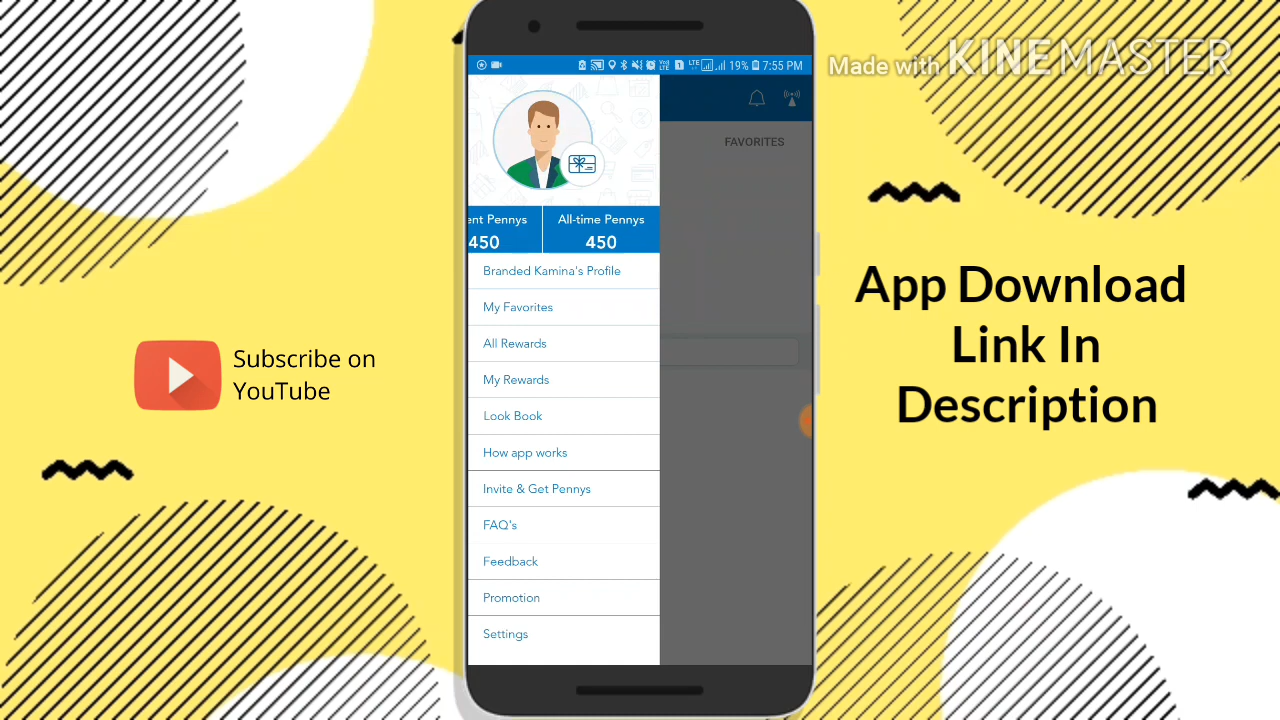 Made with KINEMASTER
LTE 19% 7:55 PM
FAVORITES
ent Pennys
450
All-time Pennys
450
Branded Kamina's Profile
My Favorites
All Rewards
My Rewards
Look Book
How app works
Invite & Get Pennys
FAQ's
Feedback
Promotion
Settings
Subscribe on
YouTube
App Download
Link In
Description